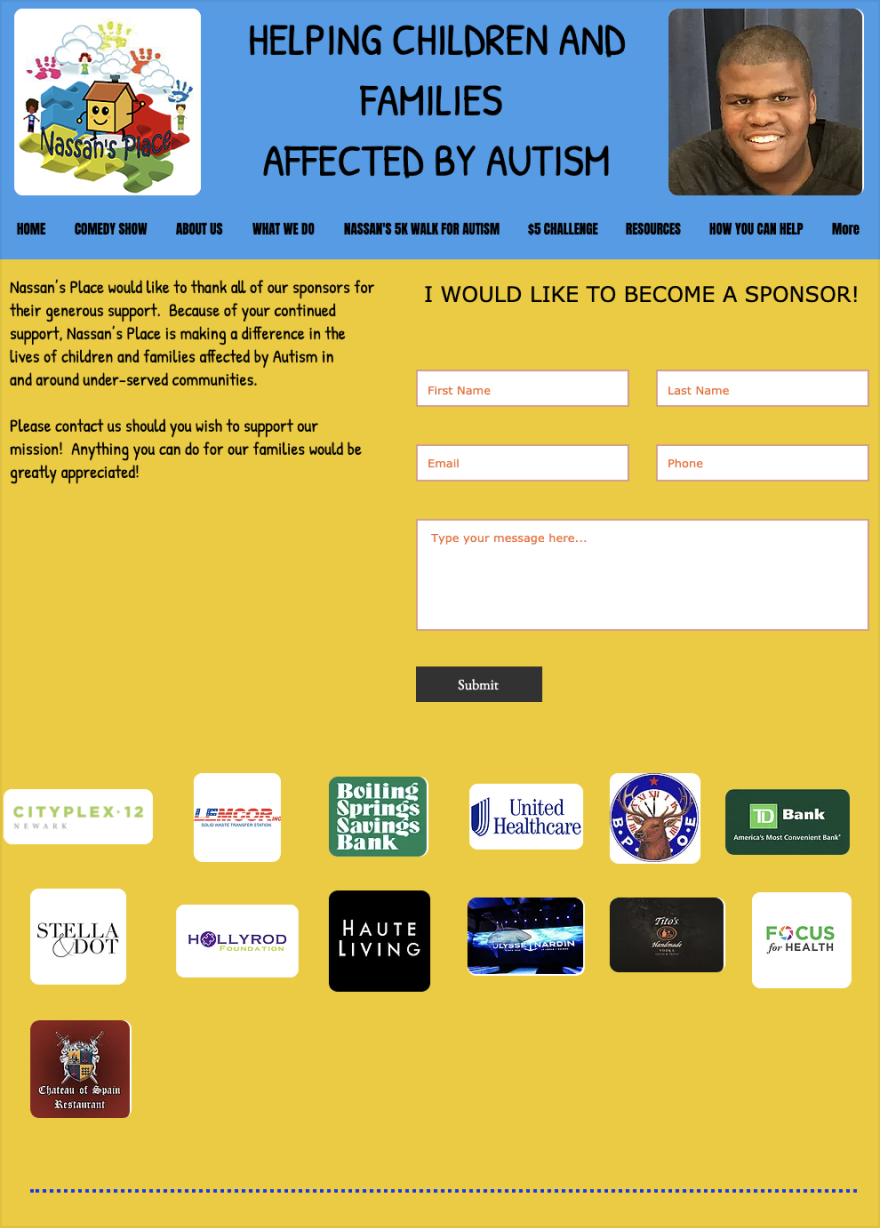 Nassan's Place
HELPING CHILDREN AND
FAMILIES
AFFECTED BY AUTISM
HOME COMEDY SHOW ABOUT US WHAT WE DO NASSAN'S 5K WALK FOR AUTISM $5 CHALLENGE RESOURCES HOW YOU CAN HELP More
Nassan's Place would like to thank all of our sponsors for
their generous support.  Because of your continued
support, Nassan's Place is making a difference in the
lives of children and families affected by Autism in
and around under-served communities.
Please contact us should you wish to support our
mission!  Anything you can do for our families would be
greatly appreciated!
I WOULD LIKE TO BECOME A SPONSOR!
First Name
Last Name
Email
Phone
Type your message here...
Submit
CITYPLEX·12
NEWARK
LEMCOR INC
SOLID WASTE TRANSFER STATION
Boiling
Springs
Savings
Bank
United
Healthcare
B.P.O.E
TD Bank
America's Most Convenient Bank®
STELLA
&DOT
HOLLYROD
FOUNDATION
HAUTE
LIVING
ULYSSE NARDIN
Tito's
Handmade
VODKA
FOCUS
for HEALTH
Chateau of Spain
Restaurant